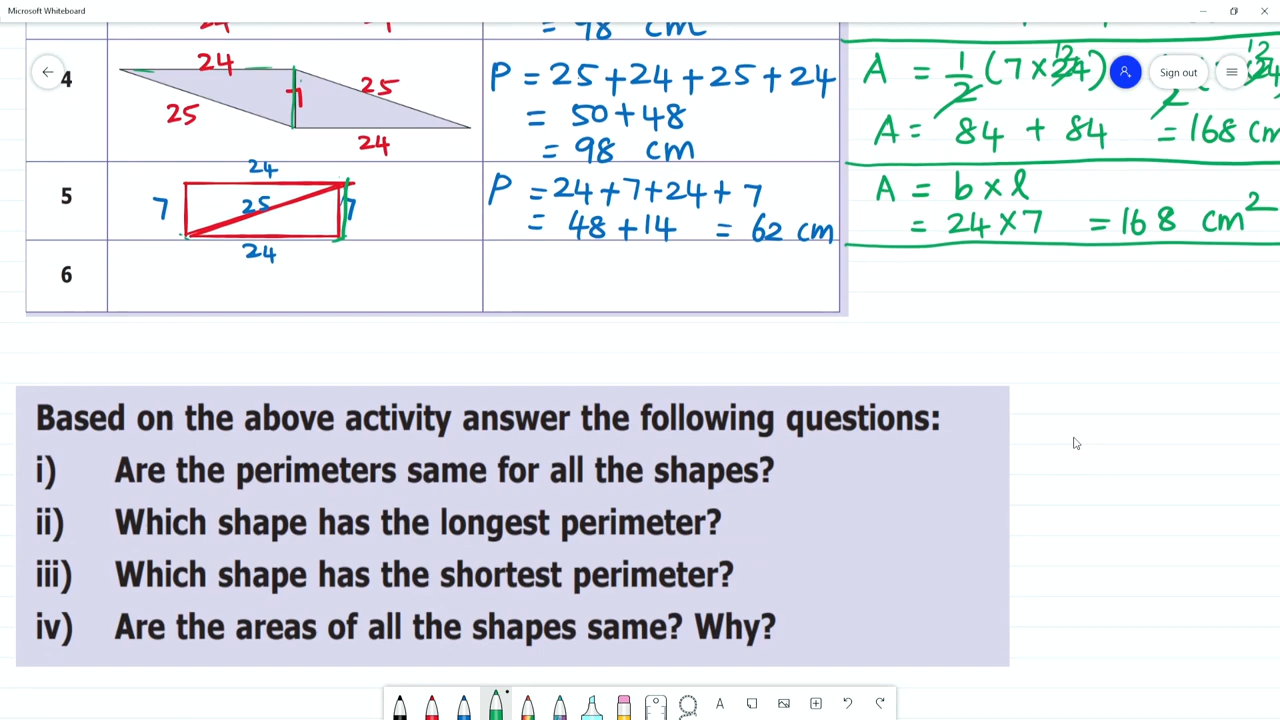 Microsoft Whiteboard
= 98 cm
4
24
25
7
25
24
P = 25 + 24 + 25 + 24
= 50 + 48
= 98 cm
A = 1/2 (7 × 24)
12
12
2
Sign out
A = 84 + 84 = 168 cm
5
24
7
25
7
24
P = 24 + 7 + 24 + 7
= 48 + 14 = 62 cm
A = b × l
= 24 × 7 = 168 cm²
6
Based on the above activity answer the following questions:
i) Are the perimeters same for all the shapes?
ii) Which shape has the longest perimeter?
iii) Which shape has the shortest perimeter?
iv) Are the areas of all the shapes same? Why?